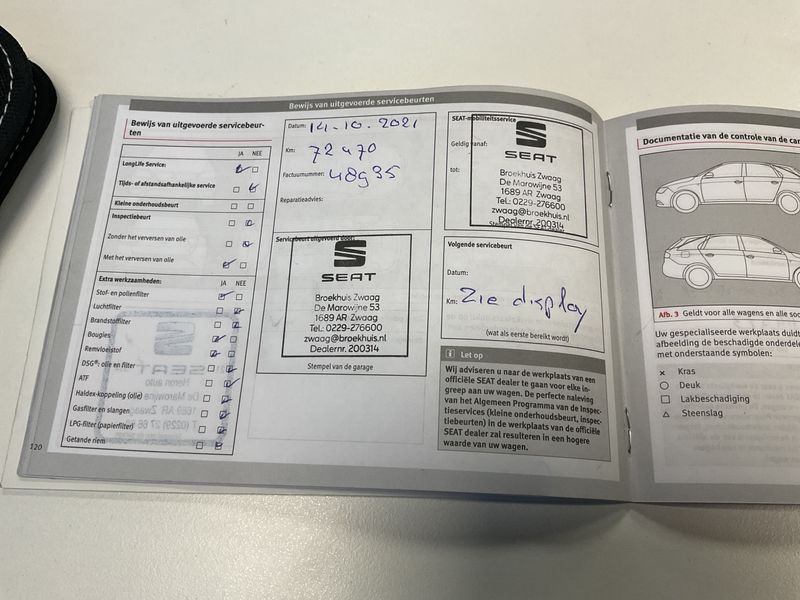 Bewijs van uitgevoerde servicebeurten
Bewijs van uitgevoerde servicebeur-
ten
JA NEE
LongLife Service:
Tijds- of afstandsafhankelijke service
Kleine onderhoudsbeurt
Inspectiebeurt
Zonder het verversen van olie
Met het verversen van olie
Extra werkzaamheden: JA NEE
Stof- en pollenfilter
Luchtfilter
Brandstoffilter
Bougies
Remvloeistof
DSG®: olie en filter
ATF
Haldex-koppeling (olie)
Gasfilter en slangen
LPG-filter (papierfilter)
Getande riem
120
Datum: 14.10.2021
Km: 72470
Factuurnummer: 48935
Reparatieadvies:
Servicebeurt uitgevoerd door:
SEAT
Broekhuis Zwaag
De Marowijne 53
1689 AR Zwaag
Tel.: 0229-276600
zwaag@broekhuis.nl
Dealernr. 200314
Stempel van de garage
SEAT-mobiliteitsservice
Geldig vanaf:
tot:
SEAT
Broekhuis Zwaag
De Marowijne 53
1689 AR Zwaag
Tel.: 0229-276600
zwaag@broekhuis.nl
Dealernr. 200314
Volgende servicebeurt
Datum:
Km: Zie display
(wat als eerste bereikt wordt)
i Let op
Wij adviseren u naar de werkplaats van een
officiële SEAT dealer te gaan voor elke in-
greep aan uw wagen. De perfecte naleving
van het Algemeen Programma van de Inspec-
tieservices (kleine onderhoudsbeurt, inspec-
tiebeurten) in de werkplaats van de officiële
SEAT dealer zal resulteren in een hogere
waarde van uw wagen.
Documentatie van de controle van de car
Afb. 3 Geldt voor alle wagens en alle soo
Uw gespecialiseerde werkplaats duidt
afbeelding de beschadigde onderdele
met onderstaande symbolen:
× Kras
○ Deuk
□ Lakbeschadiging
△ Steenslag